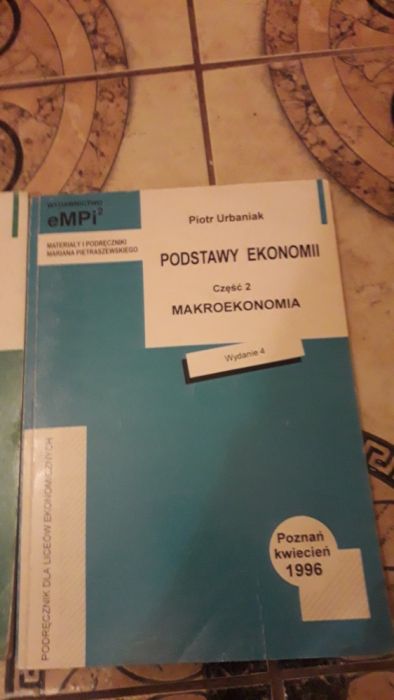 WYDAWNICTWO
eMPi²
MATERIAŁY I PODRĘCZNIKI
MARIANA PIETRASZEWSKIEGO
Piotr Urbaniak
PODSTAWY EKONOMII
Część 2
MAKROEKONOMIA
Wydanie 4
PODRĘCZNIK DLA LICEÓW EKONOMICZNYCH
Poznań
kwiecień
1996